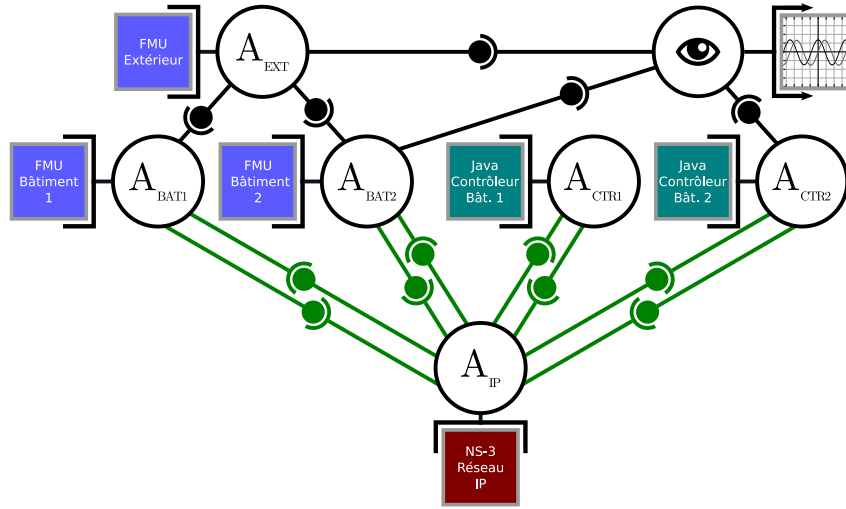 FMU
Extérieur
A EXT
FMU
Bâtiment
1
A BAT1
FMU
Bâtiment
2
A BAT2
Java
Contrôleur
Bât. 1
A CTR1
Java
Contrôleur
Bât. 2
A CTR2
A IP
NS-3
Réseau
IP